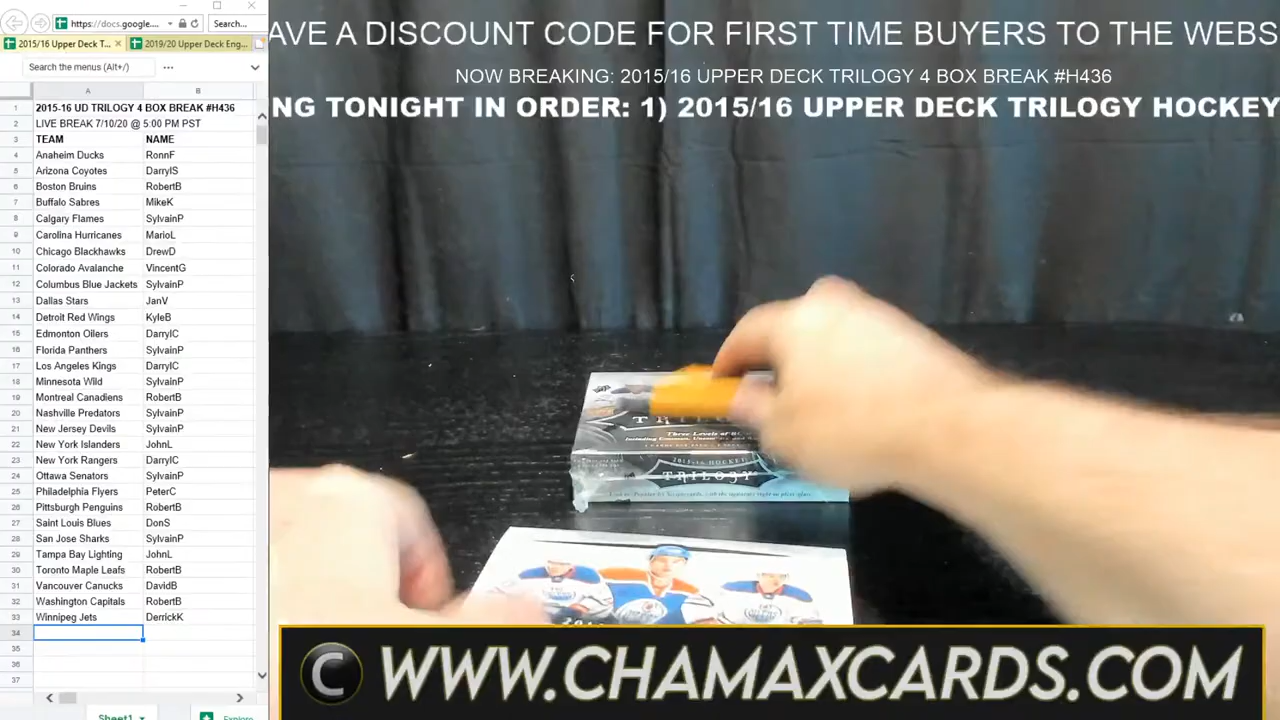 https://docs.google....
Search...
2015/16 Upper Deck T...
2019/20 Upper Deck Eng...
Search the menus (Alt+/)
A B
1 2015-16 UD TRILOGY 4 BOX BREAK #H436
2 LIVE BREAK 7/10/20 @ 5:00 PM PST
3 TEAM NAME
4 Anaheim Ducks RonnF
5 Arizona Coyotes DarrylS
6 Boston Bruins RobertB
7 Buffalo Sabres MikeK
8 Calgary Flames SylvainP
9 Carolina Hurricanes MarioL
10 Chicago Blackhawks DrewD
11 Colorado Avalanche VincentG
12 Columbus Blue Jackets SylvainP
13 Dallas Stars JanV
14 Detroit Red Wings KyleB
15 Edmonton Oilers DarrylC
16 Florida Panthers SylvainP
17 Los Angeles Kings DarrylC
18 Minnesota Wild SylvainP
19 Montreal Canadiens RobertB
20 Nashville Predators SylvainP
21 New Jersey Devils SylvainP
22 New York Islanders JohnL
23 New York Rangers DarrylC
24 Ottawa Senators SylvainP
25 Philadelphia Flyers PeterC
26 Pittsburgh Penguins RobertB
27 Saint Louis Blues DonS
28 San Jose Sharks SylvainP
29 Tampa Bay Lighting JohnL
30 Toronto Maple Leafs RobertB
31 Vancouver Canucks DavidB
32 Washington Capitals RobertB
33 Winnipeg Jets DerrickK
34
35
36
37
Sheet1
Explore
AVE A DISCOUNT CODE FOR FIRST TIME BUYERS TO THE WEBS
NOW BREAKING: 2015/16 UPPER DECK TRILOGY 4 BOX BREAK #H436
NG TONIGHT IN ORDER: 1) 2015/16 UPPER DECK TRILOGY HOCKEY
Three Levels of
2015-16 HOCKEY
TRILOGY
C WWW.CHAMAXCARDS.COM